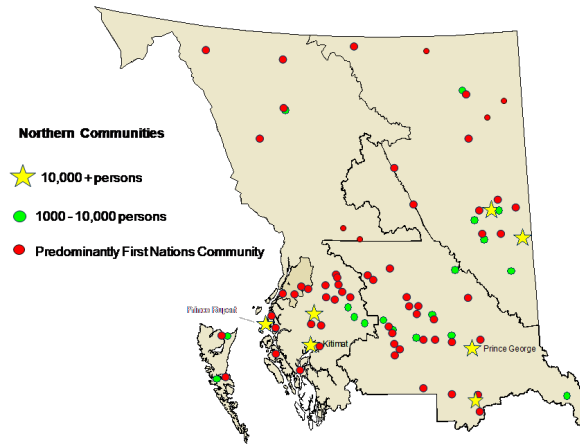 Northern Communities
10,000 + persons
1000 - 10,000 persons
Predominantly First Nations Community
Prince Rupert
Kitimat
Prince George